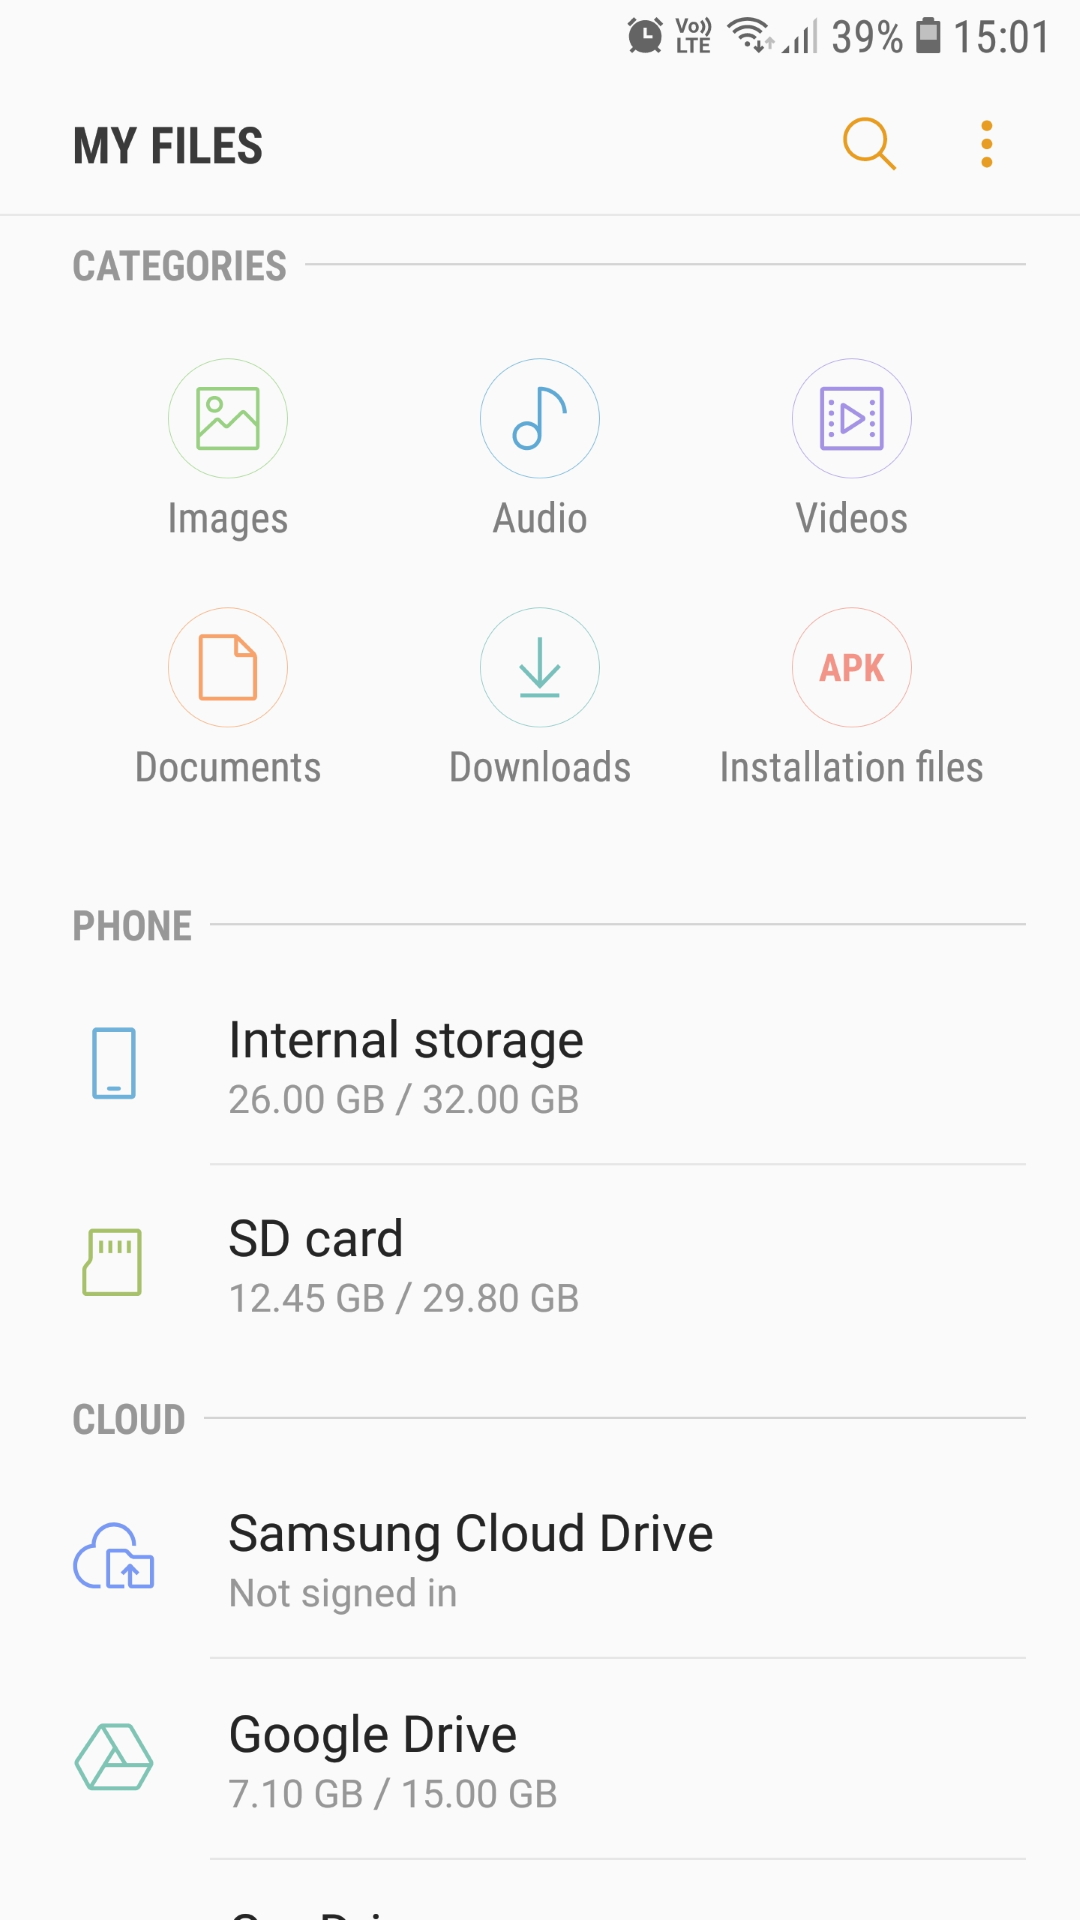 Vo)) LTE 39% 15:01
MY FILES
CATEGORIES
Images Audio Videos
APK
Documents Downloads Installation files
PHONE
Internal storage
26.00 GB / 32.00 GB
SD card
12.45 GB / 29.80 GB
CLOUD
Samsung Cloud Drive
Not signed in
Google Drive
7.10 GB / 15.00 GB